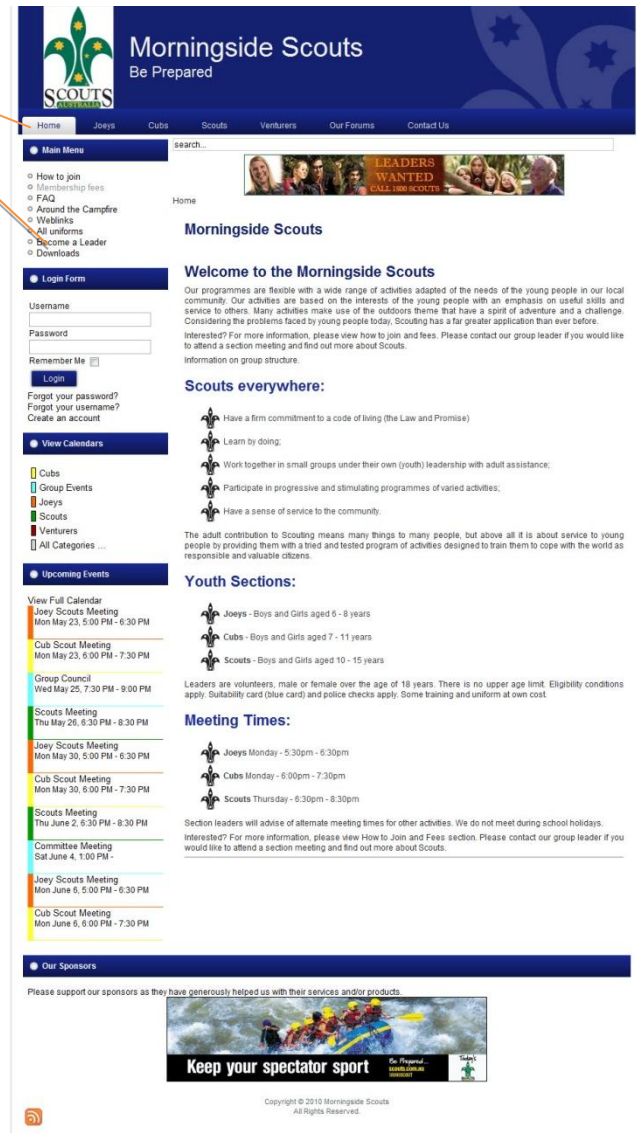 SCOUTS
AUSTRALIA
Morningside Scouts
Be Prepared
Home
Joeys
Cubs
Scouts
Venturers
Our Forums
Contact Us
Main Menu
How to join
Membership fees
FAQ
Around the Campfire
Weblinks
All uniforms
Become a Leader
Downloads
Login Form
Username
Password
Remember Me
Login
Forgot your password?
Forgot your username?
Create an account
View Calendars
Cubs
Group Events
Joeys
Scouts
Venturers
All Categories ...
Upcoming Events
View Full Calendar
Joey Scouts Meeting
Mon May 23, 5:00 PM - 6:30 PM
Cub Scout Meeting
Mon May 23, 6:00 PM - 7:30 PM
Group Council
Wed May 25, 7:30 PM - 9:00 PM
Scouts Meeting
Thu May 26, 6:30 PM - 8:30 PM
Joey Scouts Meeting
Mon May 30, 5:00 PM - 6:30 PM
Cub Scout Meeting
Mon May 30, 6:00 PM - 7:30 PM
Scouts Meeting
Thu June 2, 6:30 PM - 8:30 PM
Committee Meeting
Sat June 4, 1:00 PM -
Joey Scouts Meeting
Mon June 6, 5:00 PM - 6:30 PM
Cub Scout Meeting
Mon June 6, 6:00 PM - 7:30 PM
search...
LEADERS
WANTED
CALL 1800 SCOUTS
Home
Morningside Scouts
Welcome to the Morningside Scouts
Our programmes are flexible with a wide range of activities adapted of the needs of the young people in our local
community. Our activities are based on the interests of the young people with an emphasis on useful skills and
service to others. Many activities make use of the outdoors theme that have a spirit of adventure and a challenge.
Considering the problems faced by young people today, Scouting has a far greater application than ever before.
Interested? For more information, please view how to join and fees. Please contact our group leader if you would like
to attend a section meeting and find out more about Scouts.
Information on group structure.
Scouts everywhere:
Have a firm commitment to a code of living (the Law and Promise)
Learn by doing;
Work together in small groups under their own (youth) leadership with adult assistance;
Participate in progressive and stimulating programmes of varied activities;
Have a sense of service to the community.
The adult contribution to Scouting means many things to many people, but above all it is about service to young
people by providing them with a tried and tested program of activities designed to train them to cope with the world as
responsible and valuable citizens.
Youth Sections:
Joeys - Boys and Girls aged 6 - 8 years
Cubs - Boys and Girls aged 7 - 11 years
Scouts - Boys and Girls aged 10 - 15 years
Leaders are volunteers, male or female over the age of 18 years. There is no upper age limit. Eligibility conditions
apply. Suitability card (blue card) and police checks apply. Some training and uniform at own cost.
Meeting Times:
Joeys Monday - 5:30pm - 6:30pm
Cubs Monday - 6:00pm - 7:30pm
Scouts Thursday - 6:30pm - 8:30pm
Section leaders will advise of alternate meeting times for other activities. We do not meet during school holidays.
Interested? For more information, please view How to Join and Fees section. Please contact our group leader if you
would like to attend a section meeting and find out more about Scouts.
Our Sponsors
Please support our sponsors as they have generously helped us with their services and/or products.
Keep your spectator sport
Be Prepared...
scouts.com.au
1800SCOUT
Today's
Copyright © 2010 Morningside Scouts
All Rights Reserved.